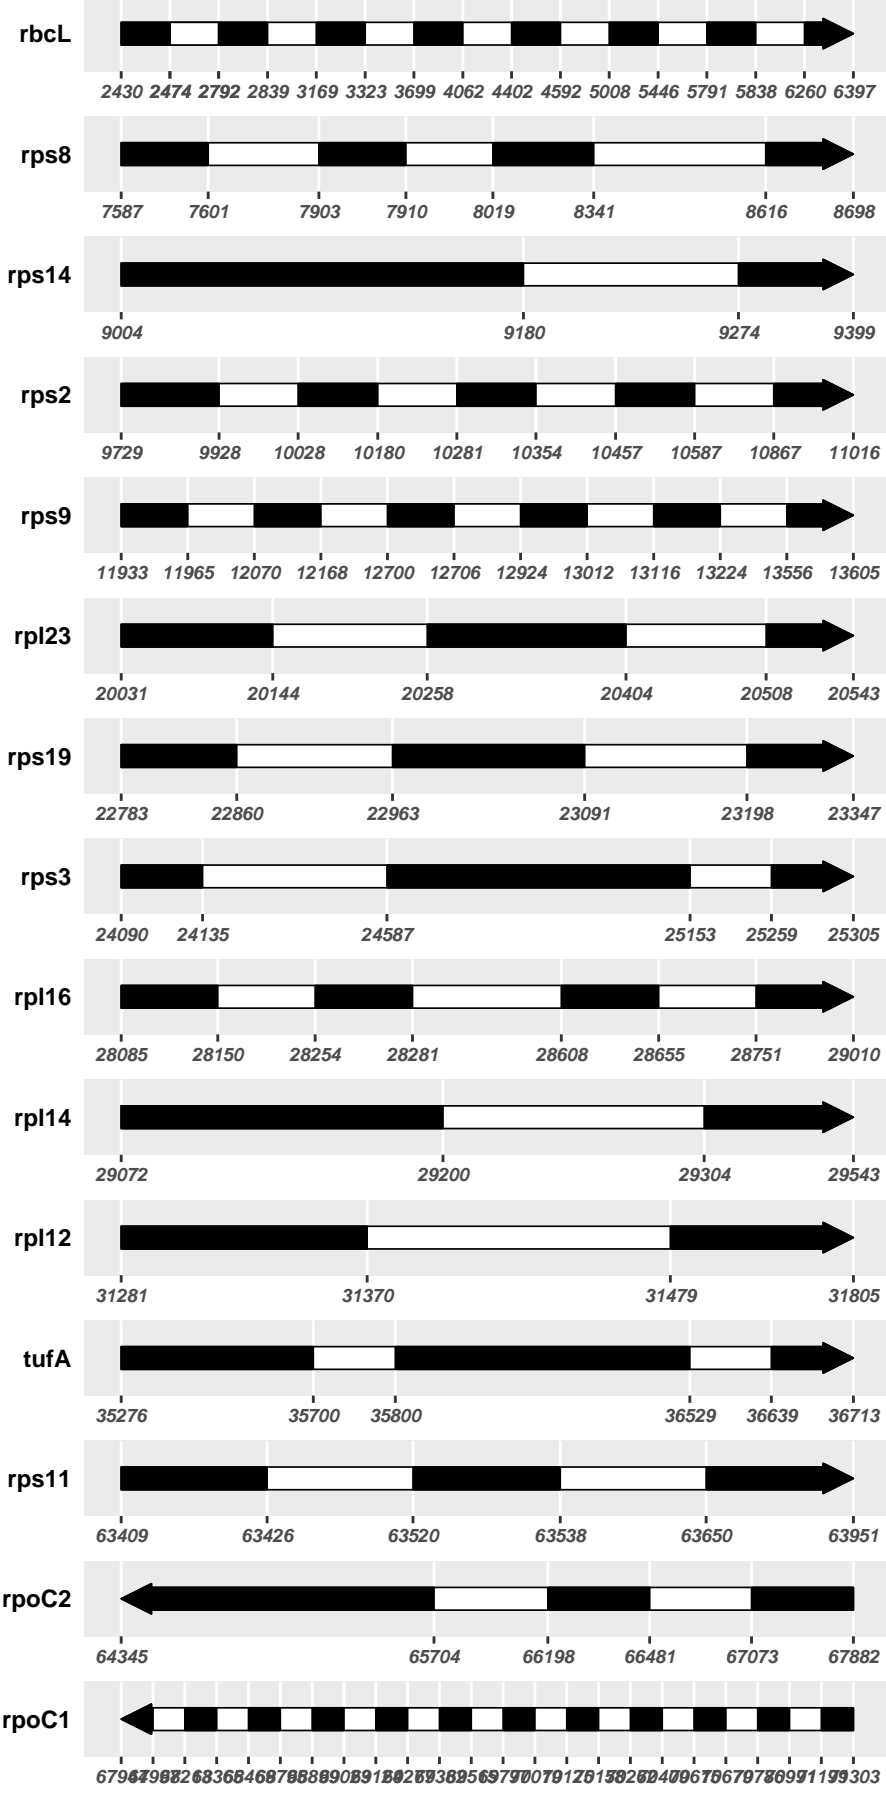 rbcL
2430 2474 2792 2839 3169 3323 3699 4062 4402 4592 5008 5446 5791 5838 6260 6397
rps8
7587 7601 7903 7910 8019 8341 8616 8698
rps14
9004 9180 9274 9399
rps2
9729 9928 10028 10180 10281 10354 10457 10587 10867 11016
rps9
11933 11965 12070 12168 12700 12706 12924 13012 13116 13224 13556 13605
rpl23
20031 20144 20258 20404 20508 20543
rps19
22783 22860 22963 23091 23198 23347
rps3
24090 24135 24587 25153 25259 25305
rpl16
28085 28150 28254 28281 28608 28655 28751 29010
rpl14
29072 29200 29304 29543
rpl12
31281 31370 31479 31805
tufA
35276 35700 35800 36529 36639 36713
rps11
63409 63426 63520 63538 63650 63951
rpoC2
64345 65704 66198 66481 67073 67882
rpoC1